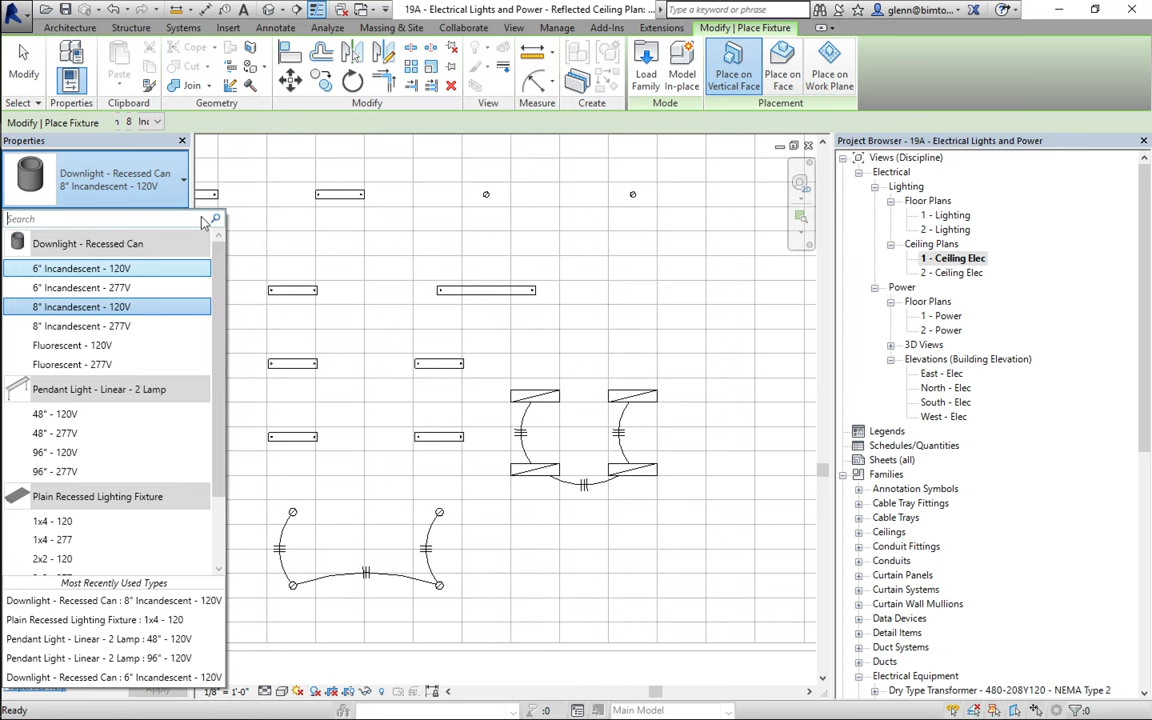 19A - Electrical Lights and Power - Reflected Ceiling Plan:
Type a keyword or phrase
glenn@bimto...
Architecture Structure Systems Insert Annotate Analyze Massing & Site Collaborate View Manage Add-Ins Extensions Modify | Place Fixture
Modify
Paste
Cope
Cut
Join
Load Family
Model In-place
Place on Vertical Face
Place on Face
Place on Work Plane
Select Properties Clipboard Geometry Modify View Measure Create Mode Placement
Modify | Place Fixture
Properties
Downlight - Recessed Can
8" Incandescent - 120V
Search
Downlight - Recessed Can
6" Incandescent - 120V
6" Incandescent - 277V
8" Incandescent - 120V
8" Incandescent - 277V
Fluorescent - 120V
Fluorescent - 277V
Pendant Light - Linear - 2 Lamp
48" - 120V
48" - 277V
96" - 120V
96" - 277V
Plain Recessed Lighting Fixture
1x4 - 120
1x4 - 277
2x2 - 120
Most Recently Used Types
Downlight - Recessed Can : 8" Incandescent - 120V
Plain Recessed Lighting Fixture : 1x4 - 120
Pendant Light - Linear - 2 Lamp : 48" - 120V
Pendant Light - Linear - 2 Lamp : 96" - 120V
Downlight - Recessed Can : 6" Incandescent - 120V
Project Browser - 19A - Electrical Lights and Power
Views (Discipline)
Electrical
Lighting
Floor Plans
1 - Lighting
2 - Lighting
Ceiling Plans
1 - Ceiling Elec
2 - Ceiling Elec
Power
Floor Plans
1 - Power
2 - Power
3D Views
Elevations (Building Elevation)
East - Elec
North - Elec
South - Elec
West - Elec
Legends
Schedules/Quantities
Sheets (all)
Families
Annotation Symbols
Cable Tray Fittings
Cable Trays
Ceilings
Conduit Fittings
Conduits
Curtain Panels
Curtain Systems
Curtain Wall Mullions
Data Devices
Detail Items
Duct Systems
Ducts
Electrical Equipment
Dry Type Transformer - 480-208Y120 - NEMA Type 2
1/8" = 1'-0"
Ready
:0
Main Model
:0